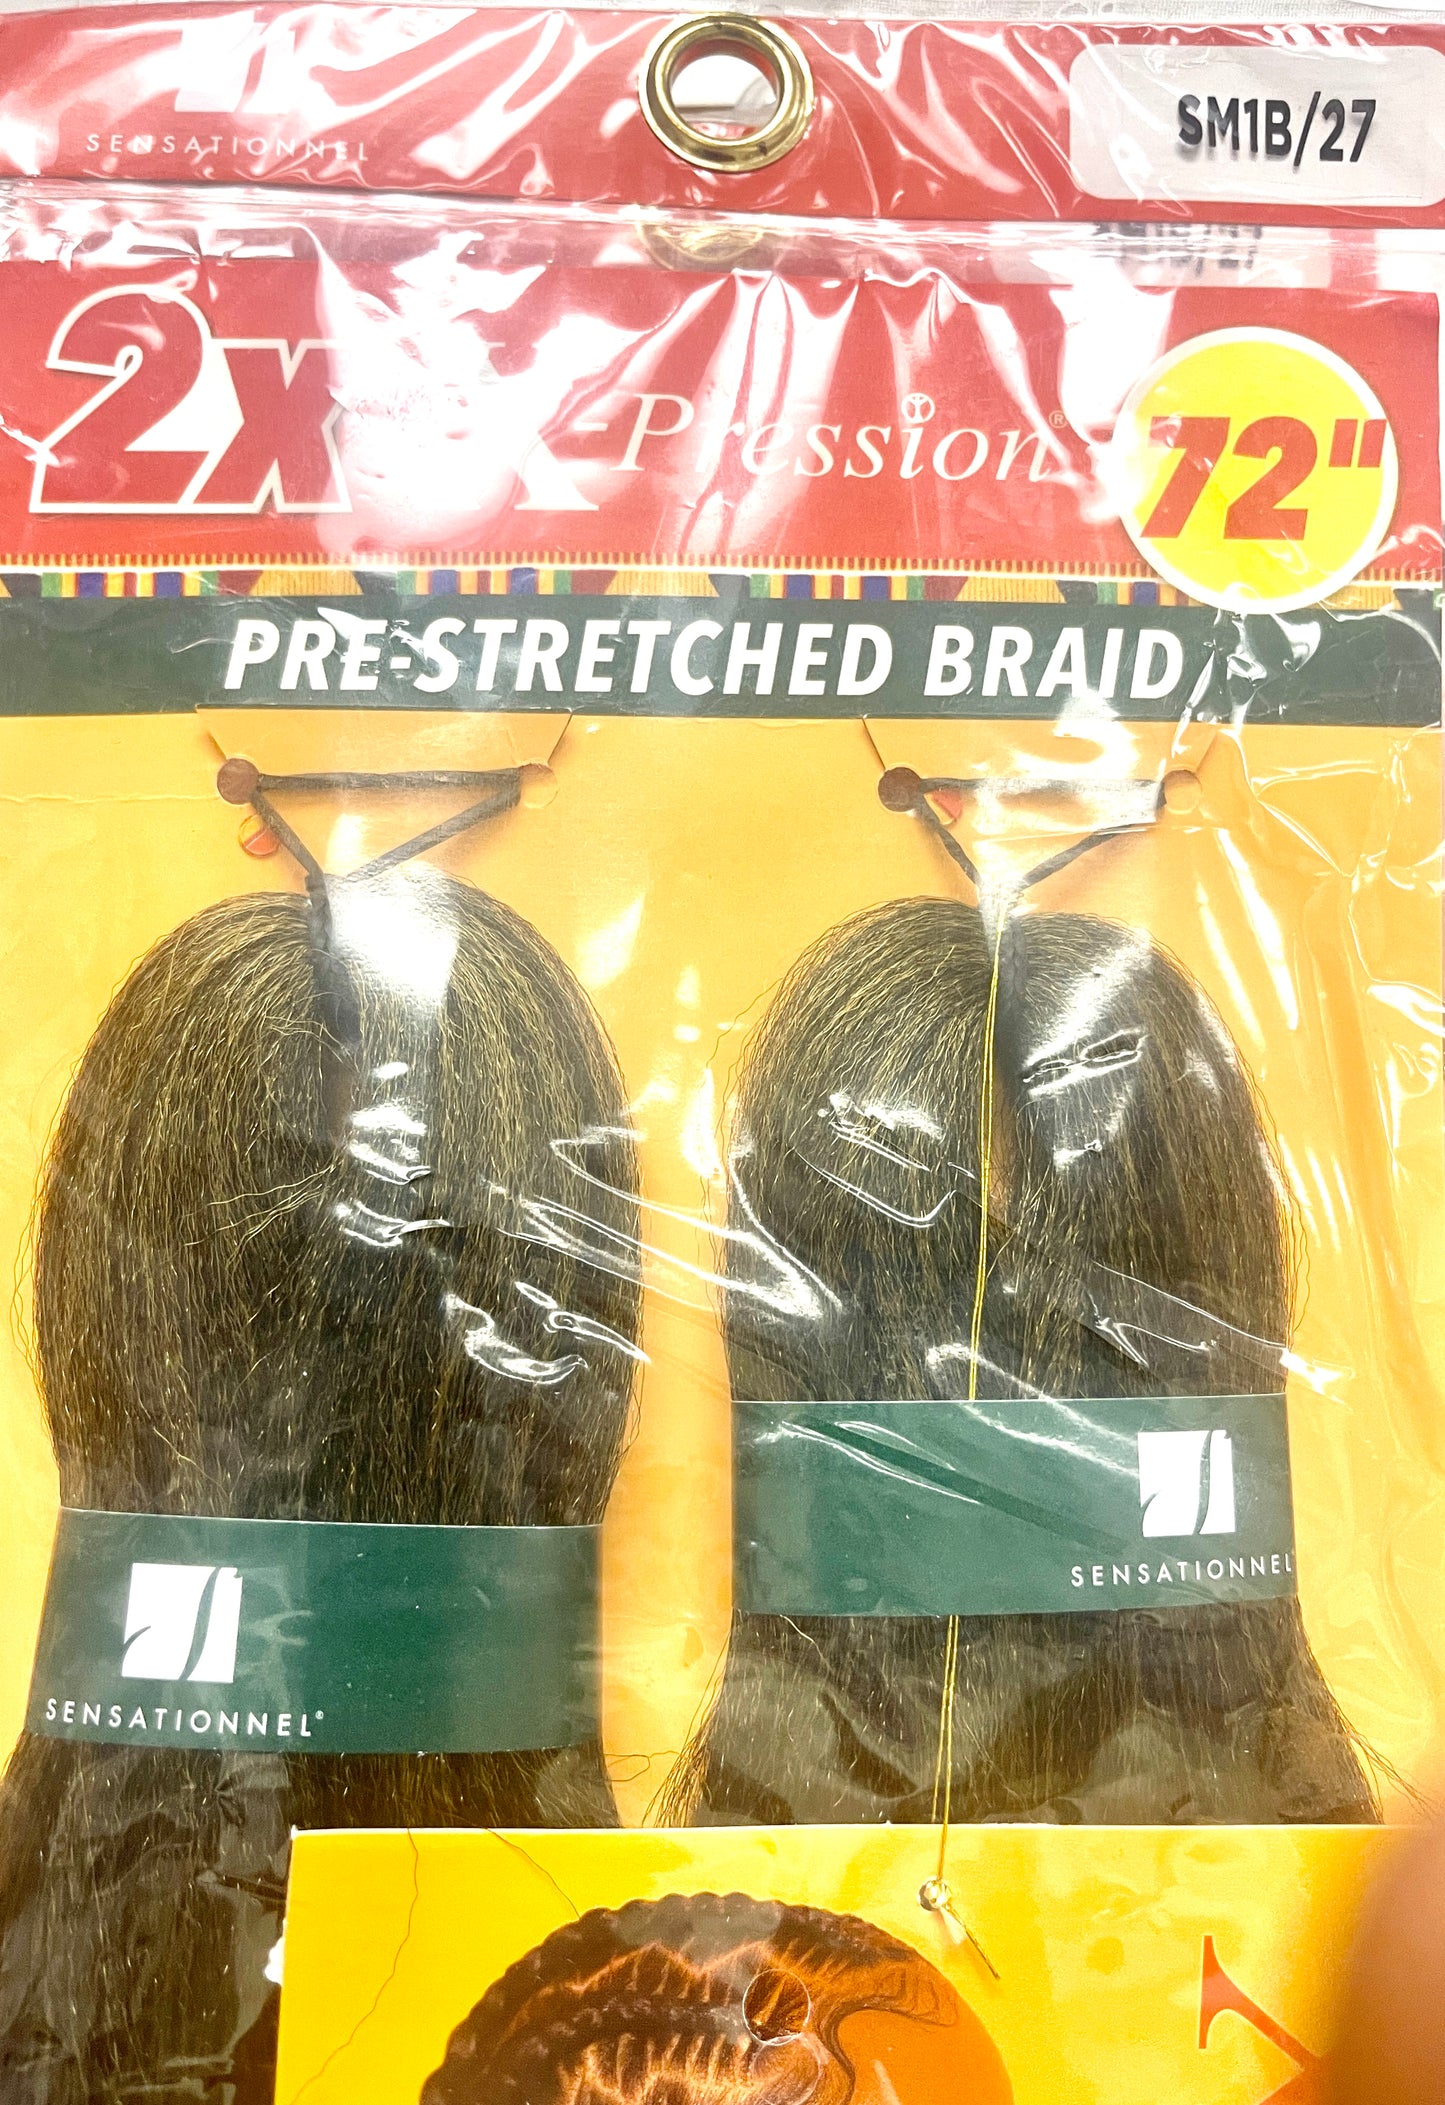 SENSATIONNEL
SM1B/27
2x X-Pression® 72"
PRE-STRETCHED BRAID
SENSATIONNEL
SENSATIONNEL®